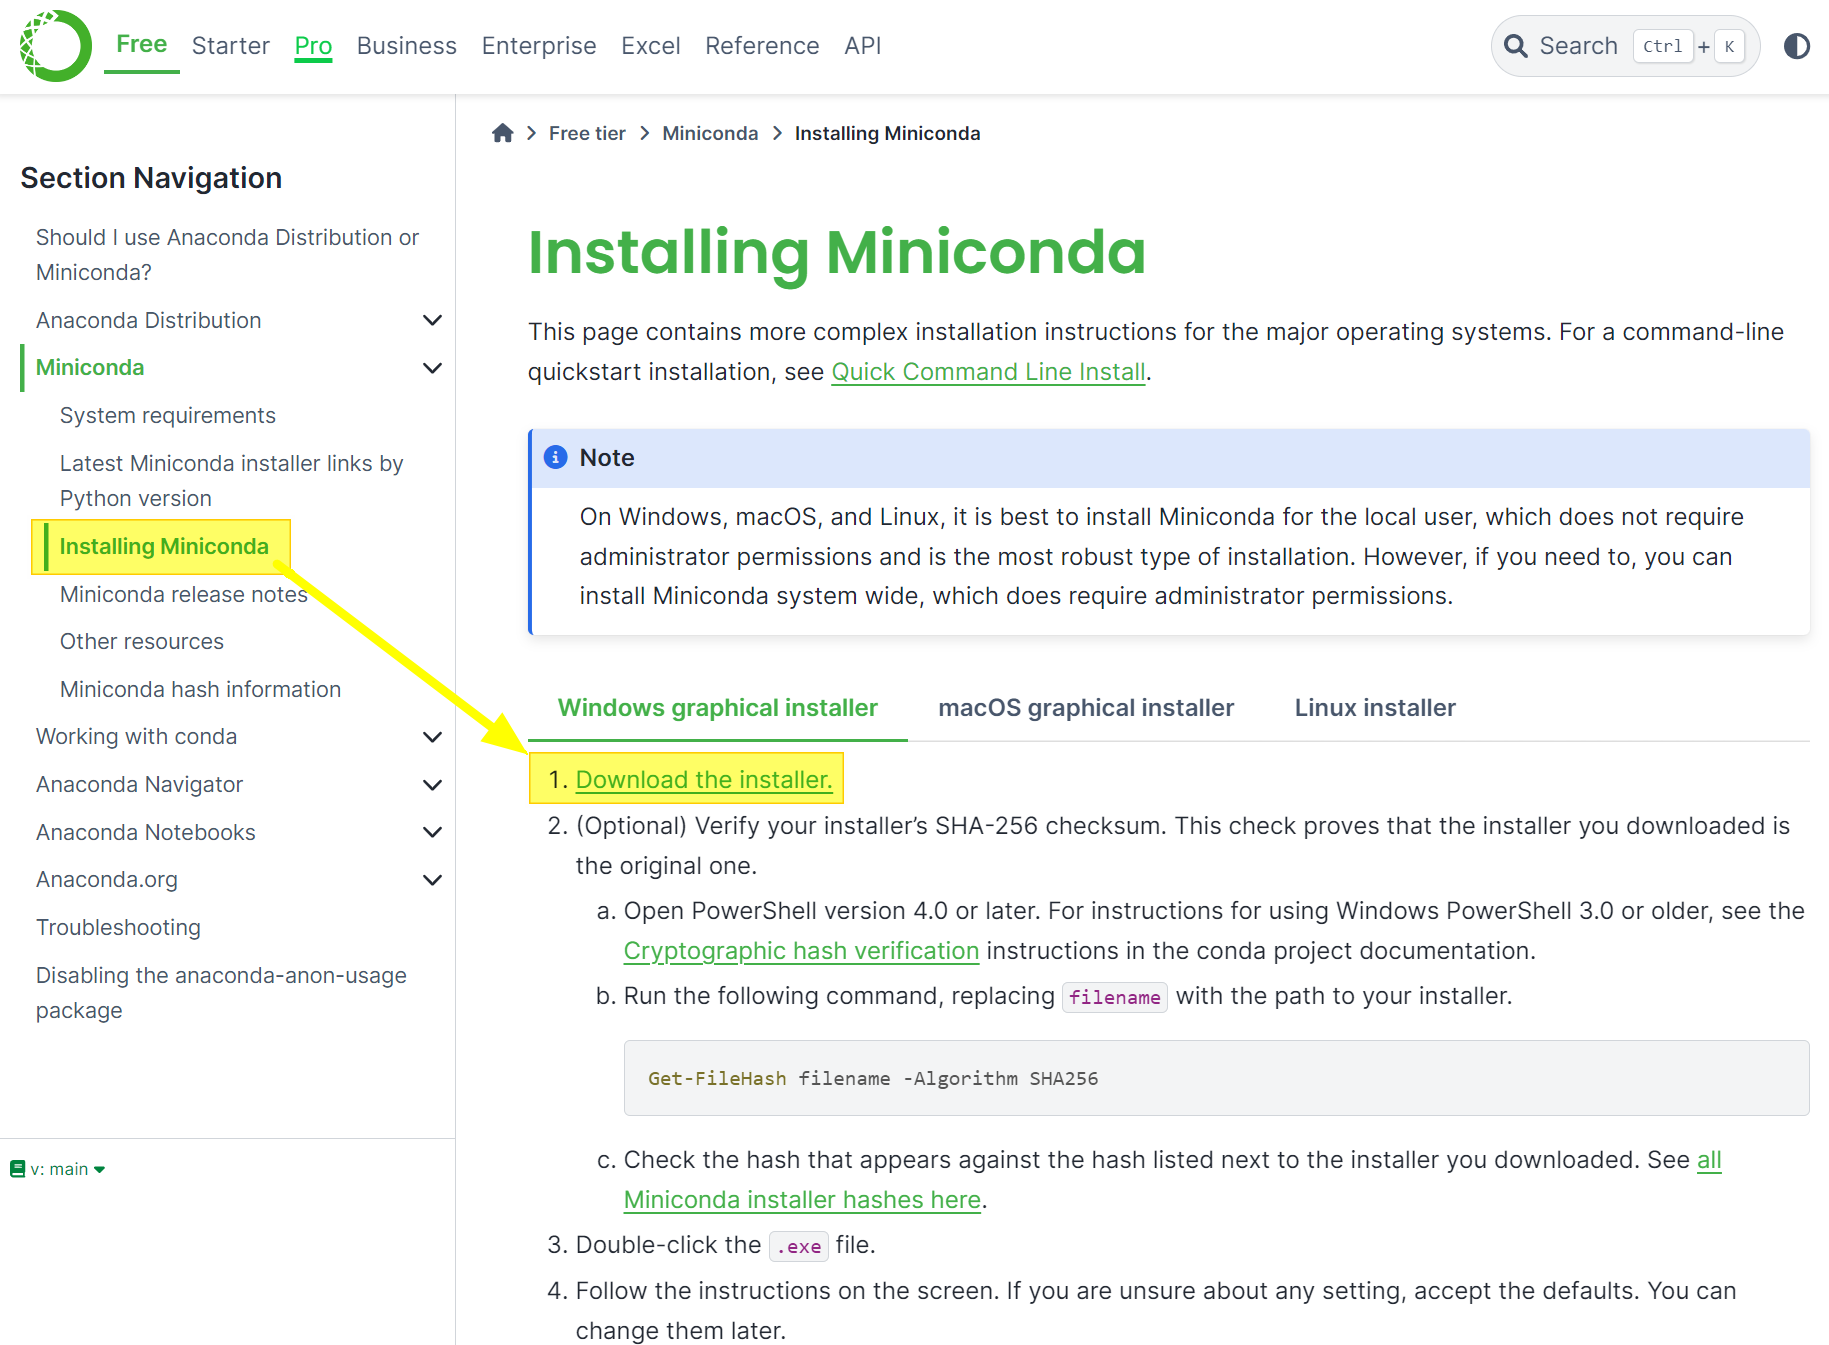 Free Starter Pro Business Enterprise Excel Reference API
Search Ctrl + K
Section Navigation
Should I use Anaconda Distribution or
Miniconda?
Anaconda Distribution
Miniconda
System requirements
Latest Miniconda installer links by
Python version
Installing Miniconda
Miniconda release notes
Other resources
Miniconda hash information
Working with conda
Anaconda Navigator
Anaconda Notebooks
Anaconda.org
Troubleshooting
Disabling the anaconda-anon-usage
package
v: main
Free tier Miniconda Installing Miniconda
Installing Miniconda
This page contains more complex installation instructions for the major operating systems. For a command-line
quickstart installation, see Quick Command Line Install.
Note
On Windows, macOS, and Linux, it is best to install Miniconda for the local user, which does not require
administrator permissions and is the most robust type of installation. However, if you need to, you can
install Miniconda system wide, which does require administrator permissions.
Windows graphical installer macOS graphical installer Linux installer
1. Download the installer.
2. (Optional) Verify your installer’s SHA-256 checksum. This check proves that the installer you downloaded is
the original one.
a. Open PowerShell version 4.0 or later. For instructions for using Windows PowerShell 3.0 or older, see the
Cryptographic hash verification instructions in the conda project documentation.
b. Run the following command, replacing filename with the path to your installer.
Get-FileHash filename -Algorithm SHA256
c. Check the hash that appears against the hash listed next to the installer you downloaded. See all
Miniconda installer hashes here.
3. Double-click the .exe file.
4. Follow the instructions on the screen. If you are unsure about any setting, accept the defaults. You can
change them later.